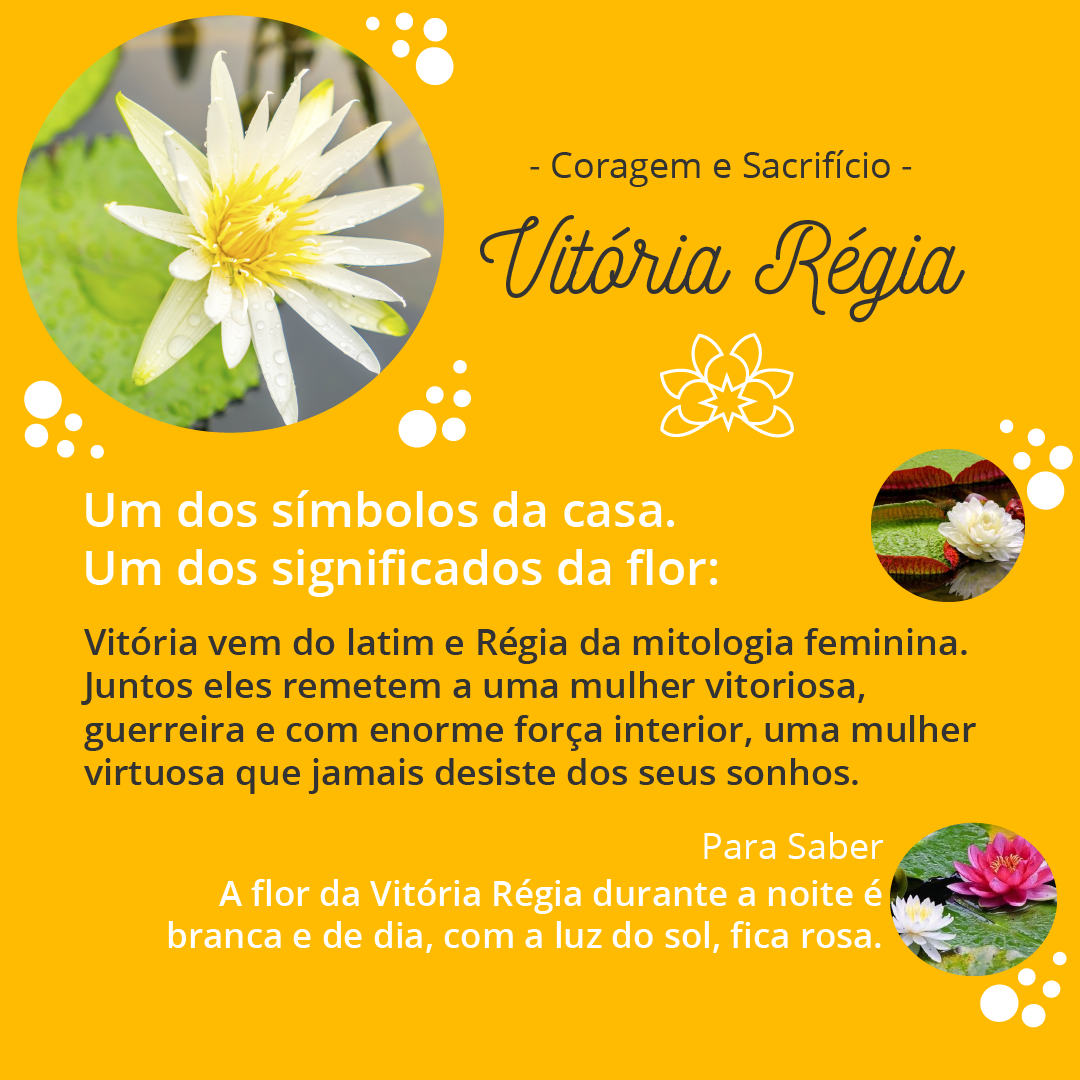 - Coragem e Sacrifício -
Vitória Régia
Um dos símbolos da casa.
Um dos significados da flor:
Vitória vem do latim e Régia da mitologia feminina.
Juntos eles remetem a uma mulher vitoriosa,
guerreira e com enorme força interior, uma mulher
virtuosa que jamais desiste dos seus sonhos.
Para Saber
A flor da Vitória Régia durante a noite é
branca e de dia, com a luz do sol, fica rosa.